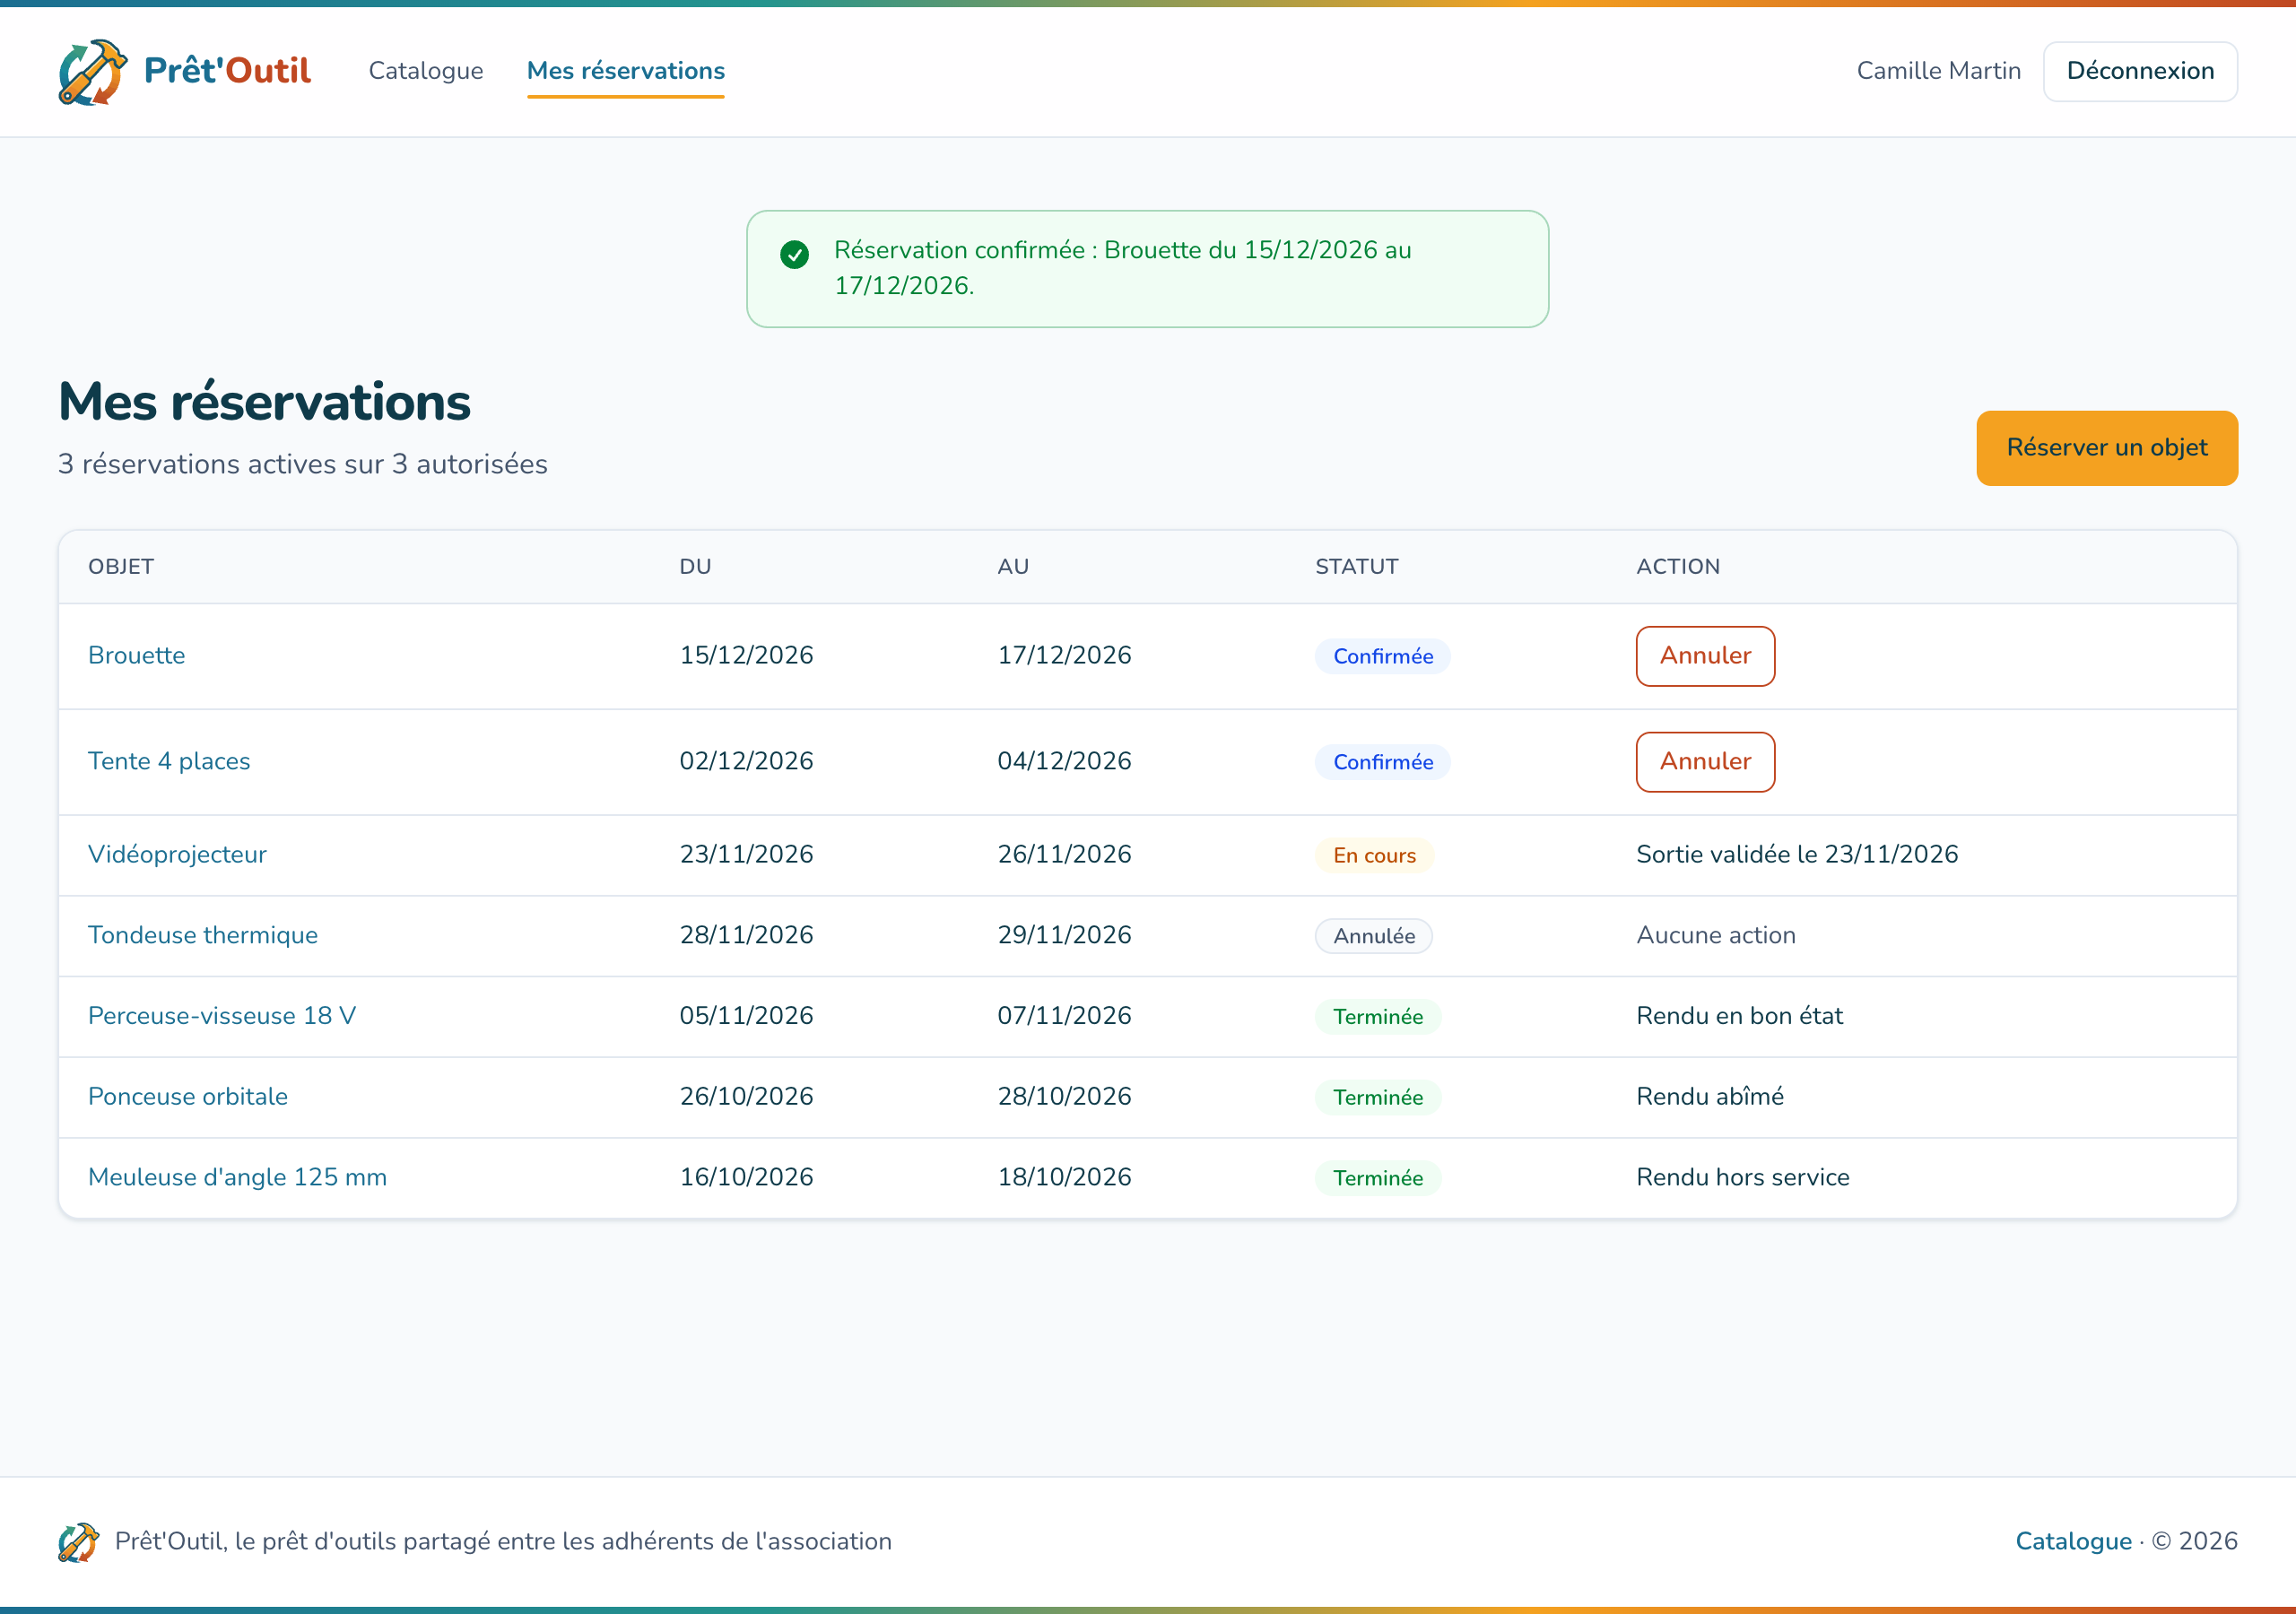 Prêt'Outil Catalogue Mes réservations Camille Martin Déconnexion
Réservation confirmée : Brouette du 15/12/2026 au
17/12/2026.
Mes réservations
3 réservations actives sur 3 autorisées
Réserver un objet
OBJET DU AU STATUT ACTION
Brouette 15/12/2026 17/12/2026 Confirmée Annuler
Tente 4 places 02/12/2026 04/12/2026 Confirmée Annuler
Vidéoprojecteur 23/11/2026 26/11/2026 En cours Sortie validée le 23/11/2026
Tondeuse thermique 28/11/2026 29/11/2026 Annulée Aucune action
Perceuse-visseuse 18 V 05/11/2026 07/11/2026 Terminée Rendu en bon état
Ponceuse orbitale 26/10/2026 28/10/2026 Terminée Rendu abîmé
Meuleuse d'angle 125 mm 16/10/2026 18/10/2026 Terminée Rendu hors service
Prêt'Outil, le prêt d'outils partagé entre les adhérents de l'association Catalogue · © 2026